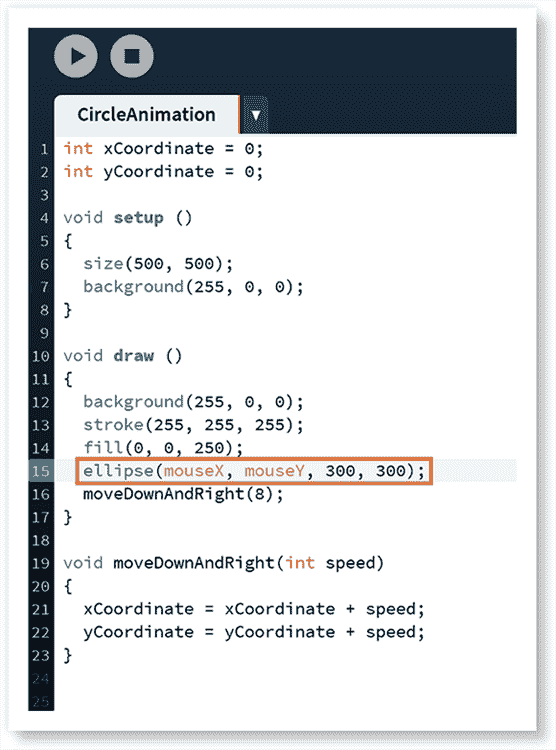 CircleAnimation
1 int xCoordinate = 0;
2 int yCoordinate = 0;
3
4 void setup ()
5 {
6 size(500, 500);
7 background(255, 0, 0);
8 }
9
10 void draw ()
11 {
12 background(255, 0, 0);
13 stroke(255, 255, 255);
14 fill(0, 0, 250);
15 ellipse(mouseX, mouseY, 300, 300);
16 moveDownAndRight(8);
17 }
18
19 void moveDownAndRight(int speed)
20 {
21 xCoordinate = xCoordinate + speed;
22 yCoordinate = yCoordinate + speed;
23 }
24
25